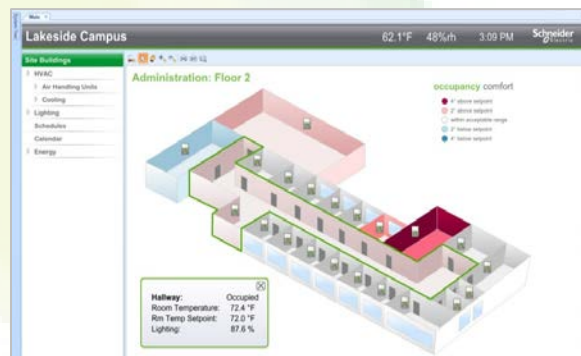 Main
Lakeside Campus
62.1°F 48%rh 3:09 PM Schneider Electric
Site Buildings
HVAC
Air Handling Units
Cooling
Lighting
Schedules
Calendar
Energy
Administration: Floor 2
occupancy comfort
4° above setpoint
2° above setpoint
within acceptable range
2° below setpoint
4° below setpoint
Hallway: Occupied
Room Temperature: 72.4 °F
Rm Temp Setpoint: 72.0 °F
Lighting: 87.6 %